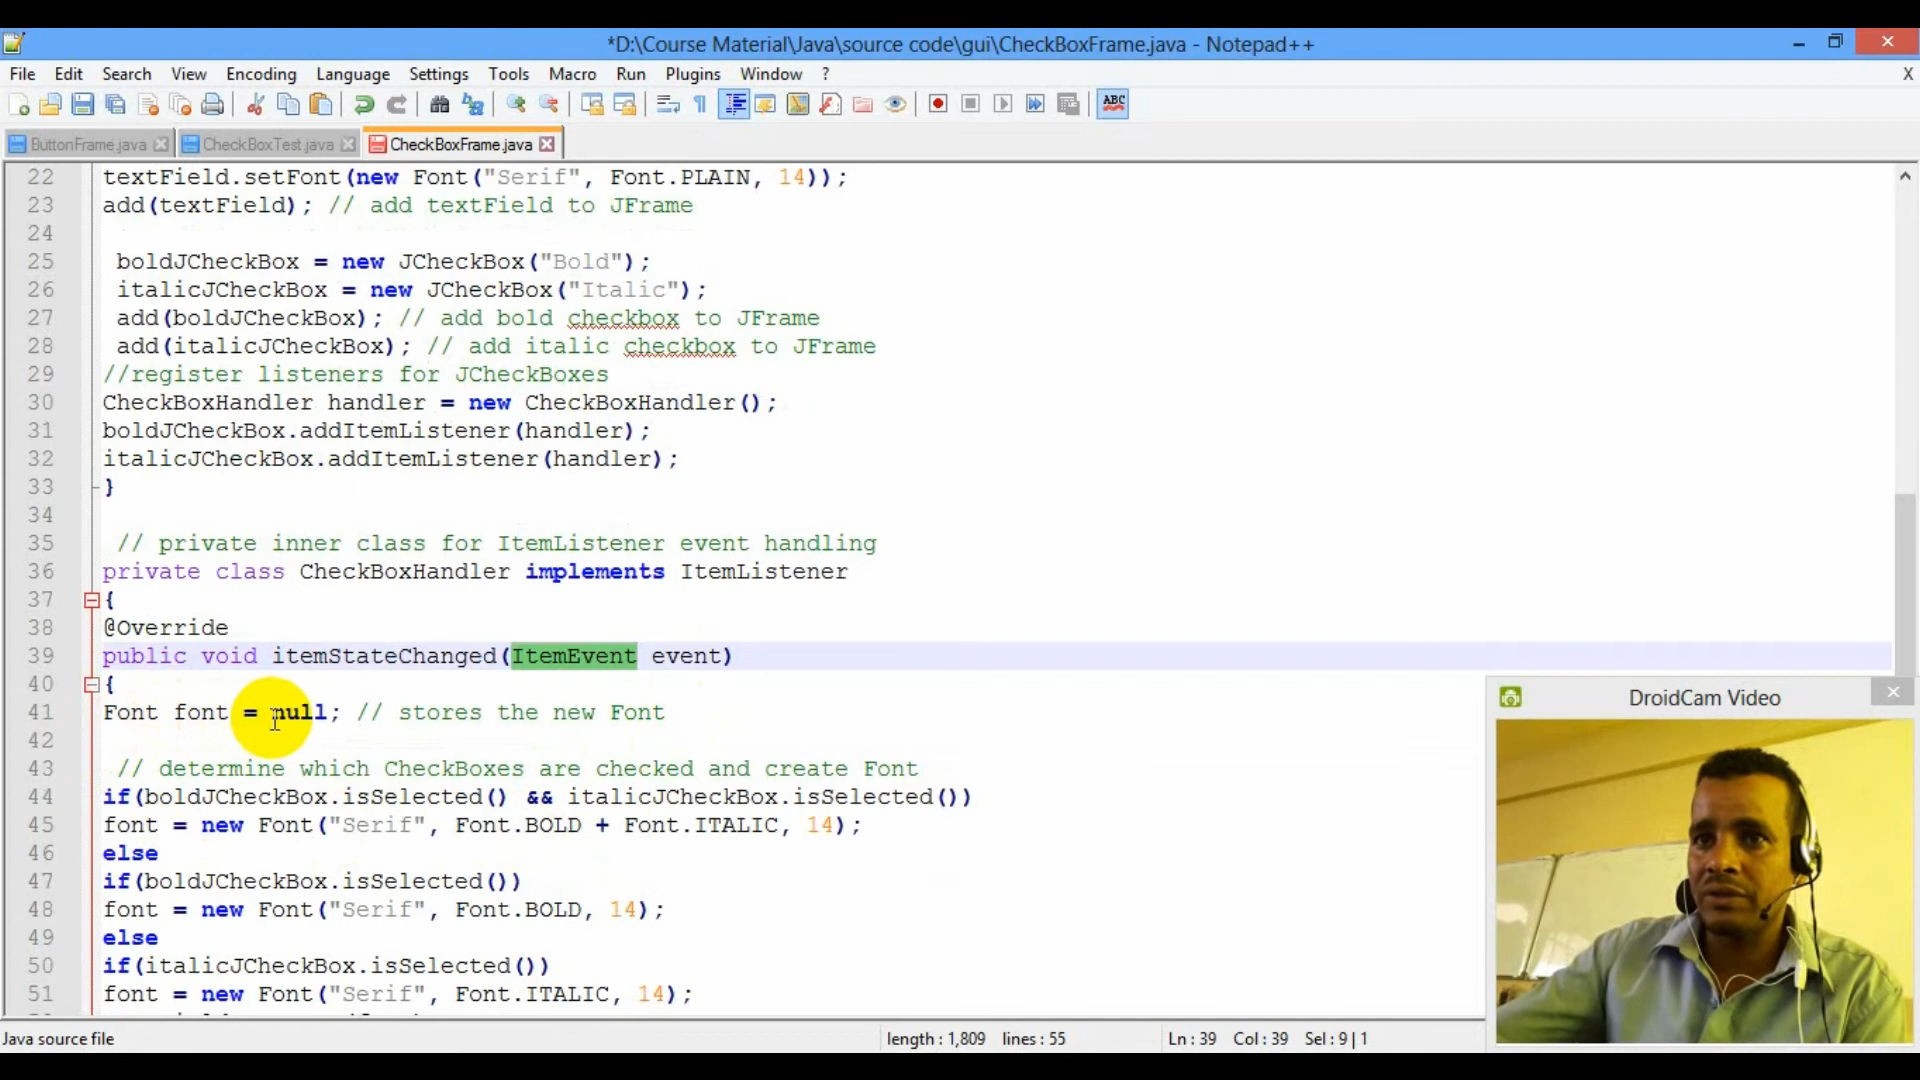 *D:\Course Material\Java\source code\gui\CheckBoxFrame.java - Notepad++
File Edit Search View Encoding Language Settings Tools Macro Run Plugins Window ? X
ButtonFrame.java CheckBoxTest.java CheckBoxFrame.java
22 textField.setFont(new Font("Serif", Font.PLAIN, 14));
23 add(textField); // add textField to JFrame
24
25 boldJCheckBox = new JCheckBox("Bold");
26 italicJCheckBox = new JCheckBox("Italic");
27 add(boldJCheckBox); // add bold checkbox to JFrame
28 add(italicJCheckBox); // add italic checkbox to JFrame
29 //register listeners for JCheckBoxes
30 CheckBoxHandler handler = new CheckBoxHandler();
31 boldJCheckBox.addItemListener(handler);
32 italicJCheckBox.addItemListener(handler);
33 }
34
35 // private inner class for ItemListener event handling
36 private class CheckBoxHandler implements ItemListener
37 {
38 @Override
39 public void itemStateChanged(ItemEvent event)
40 {
41 Font font = null; // stores the new Font
42
43 // determine which CheckBoxes are checked and create Font
44 if(boldJCheckBox.isSelected() && italicJCheckBox.isSelected())
45 font = new Font("Serif", Font.BOLD + Font.ITALIC, 14);
46 else
47 if(boldJCheckBox.isSelected())
48 font = new Font("Serif", Font.BOLD, 14);
49 else
50 if(italicJCheckBox.isSelected())
51 font = new Font("Serif", Font.ITALIC, 14);
DroidCam Video
Java source file length : 1,809 lines : 55 Ln : 39 Col : 39 Sel : 9 | 1